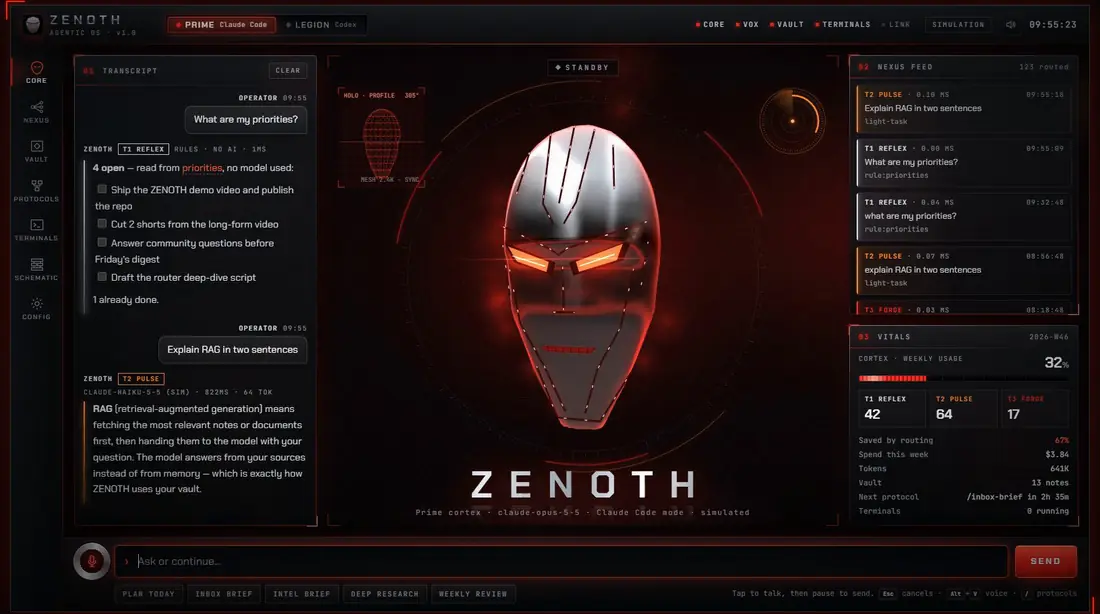 ZENOTH
AGENTIC OS · v1.0
PRIME Claude Code
LEGION Codex
CORE VOX VAULT TERMINALS LINK
SIMULATION
09:55:23
CORE
NEXUS
VAULT
PROTOCOLS
TERMINALS
SCHEMATIC
CONFIG
TRANSCRIPT
CLEAR
OPERATOR 09:55
What are my priorities?
ZENOTH T1 REFLEX RULES · NO AI · 1MS
4 open — read from priorities, no model used:
Ship the ZENOTH demo video and publish
the repo
Cut 2 shorts from the long-form video
Answer community questions before
Friday's digest
Draft the router deep-dive script
1 already done.
OPERATOR 09:55
Explain RAG in two sentences
ZENOTH T2 PULSE
CLAUDE-HAIKU-5-5 (SIM) · 822MS · 64 TOK
RAG (retrieval-augmented generation) means
fetching the most relevant notes or documents
first, then handing them to the model with your
question. The model answers from your sources
instead of from memory — which is exactly how
ZENOTH uses your vault.
STANDBY
HOLO · PROFILE 305°
MESH 2.6K · SYNC
ZENOTH
Prime cortex · claude-opus-5-5 · Claude Code mode · simulated
02 NEXUS FEED
123 routed
T2 PULSE · 0.10 MS 09:55:18
Explain RAG in two sentences
light-task
T1 REFLEX · 0.00 MS 09:55:09
What are my priorities?
rule:priorities
T1 REFLEX · 0.04 MS 09:32:48
what are my priorities?
rule:priorities
T2 PULSE · 0.07 MS 08:56:48
explain RAG in two sentences
light-task
T3 FORGE · 0.03 MS 08:18:48
03 VITALS
2026-W46
CORTEX · WEEKLY USAGE
32%
T1 REFLEX
42
T2 PULSE
64
T3 FORGE
17
Saved by routing 67%
Spend this week $3.84
Tokens 641K
Vault 13 notes
Next protocol /inbox-brief in 2h 35m
Terminals 0 running
Ask or continue...
SEND
PLAN TODAY
INBOX BRIEF
INTEL BRIEF
DEEP RESEARCH
WEEKLY REVIEW
Tap to talk, then pause to send. Esc cancels · Alt + V voice · / protocols